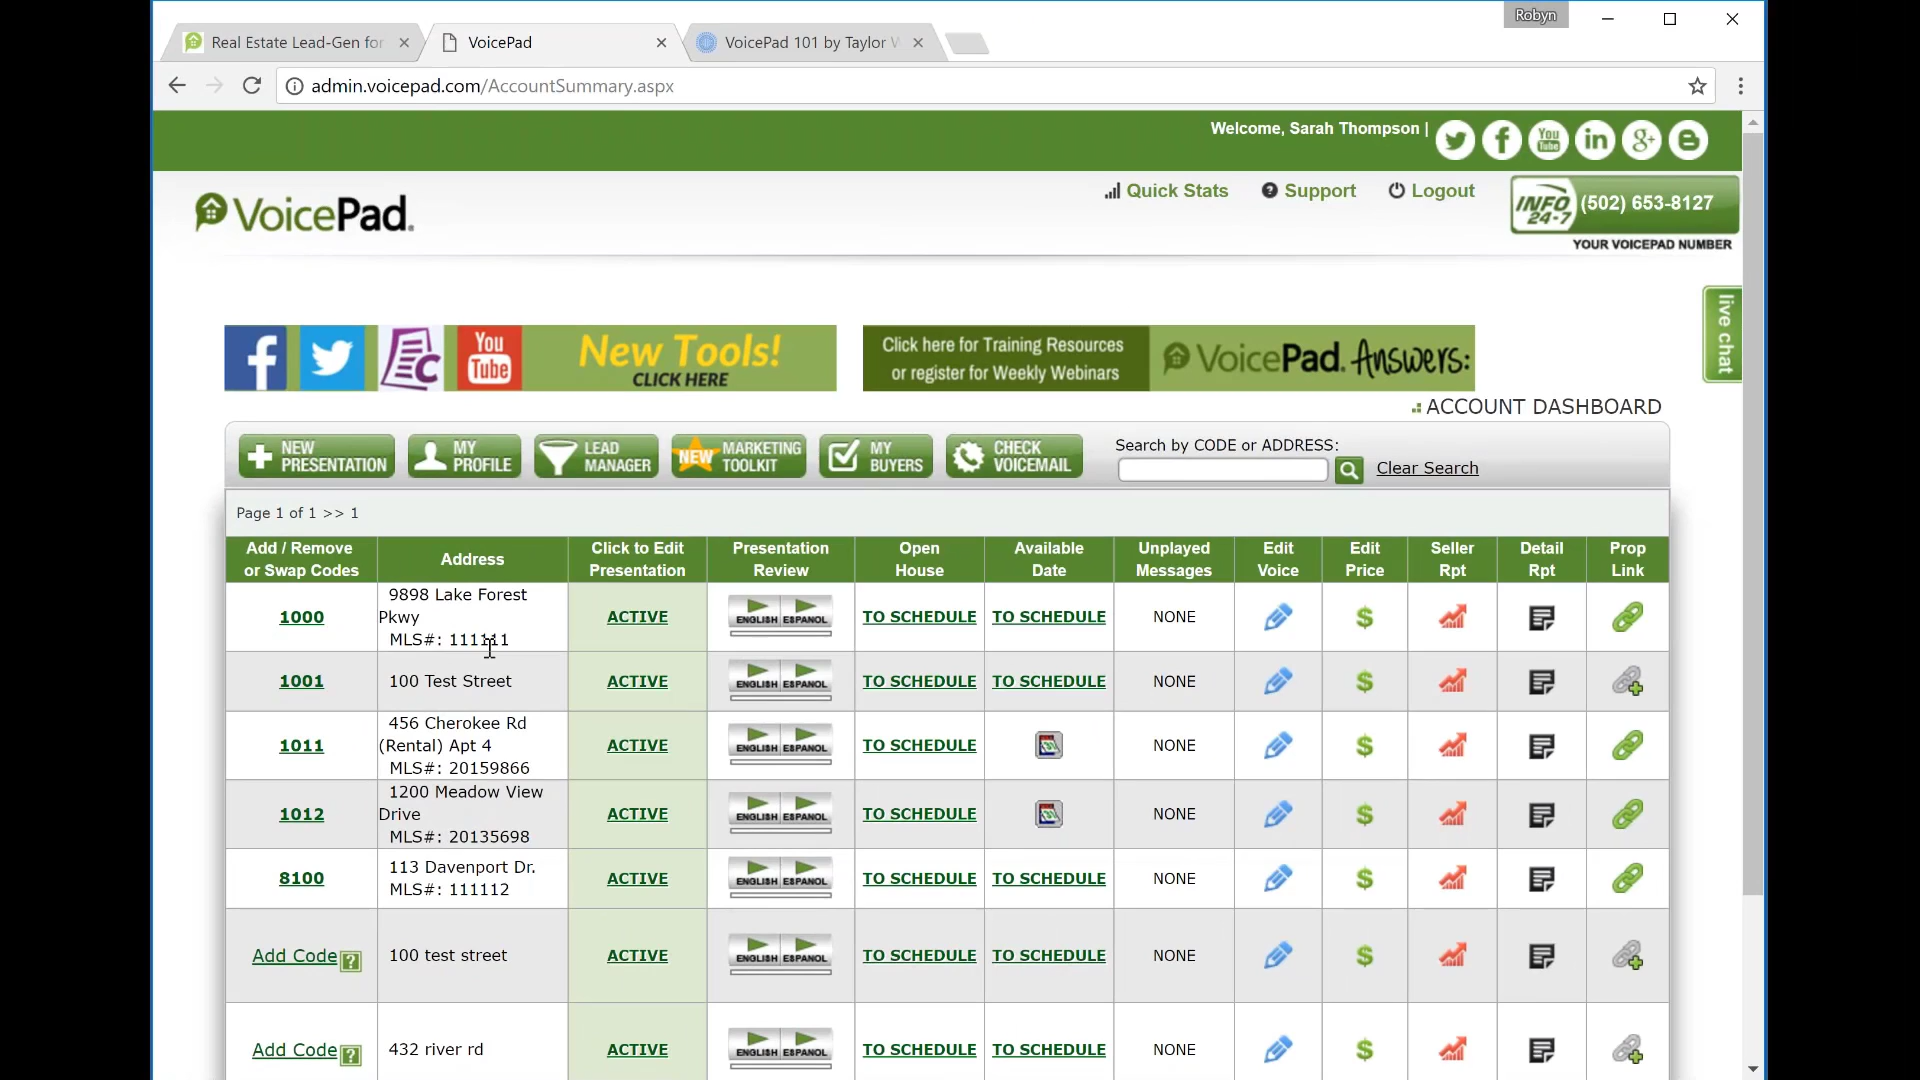 Robyn
Real Estate Lead-Gen for
VoicePad
VoicePad 101 by Taylor
admin.voicepad.com/AccountSummary.aspx
Welcome, Sarah Thompson |
You Tube
in
g+
Quick Stats
Support
Logout
INFO 24-7
(502) 653-8127
YOUR VOICEPAD NUMBER
VoicePad.
live chat
You Tube
New Tools!
CLICK HERE
Click here for Training Resources
or register for Weekly Webinars
VoicePad. Answers:
ACCOUNT DASHBOARD
NEW PRESENTATION
MY PROFILE
LEAD MANAGER
NEW MARKETING TOOLKIT
MY BUYERS
CHECK VOICEMAIL
Search by CODE or ADDRESS:
Clear Search
Page 1 of 1 >> 1
Add / Remove or Swap Codes
Address
Click to Edit Presentation
Presentation Review
Open House
Available Date
Unplayed Messages
Edit Voice
Edit Price
Seller Rpt
Detail Rpt
Prop Link
1000
9898 Lake Forest
Pkwy
MLS#: 111111
ACTIVE
ENGLISH ESPANOL
TO SCHEDULE
TO SCHEDULE
NONE
$
1001
100 Test Street
ACTIVE
ENGLISH ESPANOL
TO SCHEDULE
TO SCHEDULE
NONE
$
1011
456 Cherokee Rd
(Rental) Apt 4
MLS#: 20159866
ACTIVE
ENGLISH ESPANOL
TO SCHEDULE
NONE
$
1012
1200 Meadow View
Drive
MLS#: 20135698
ACTIVE
ENGLISH ESPANOL
TO SCHEDULE
NONE
$
8100
113 Davenport Dr.
MLS#: 111112
ACTIVE
ENGLISH ESPANOL
TO SCHEDULE
TO SCHEDULE
NONE
$
Add Code ?
100 test street
ACTIVE
ENGLISH ESPANOL
TO SCHEDULE
TO SCHEDULE
NONE
$
Add Code ?
432 river rd
ACTIVE
ENGLISH ESPANOL
TO SCHEDULE
TO SCHEDULE
NONE
$